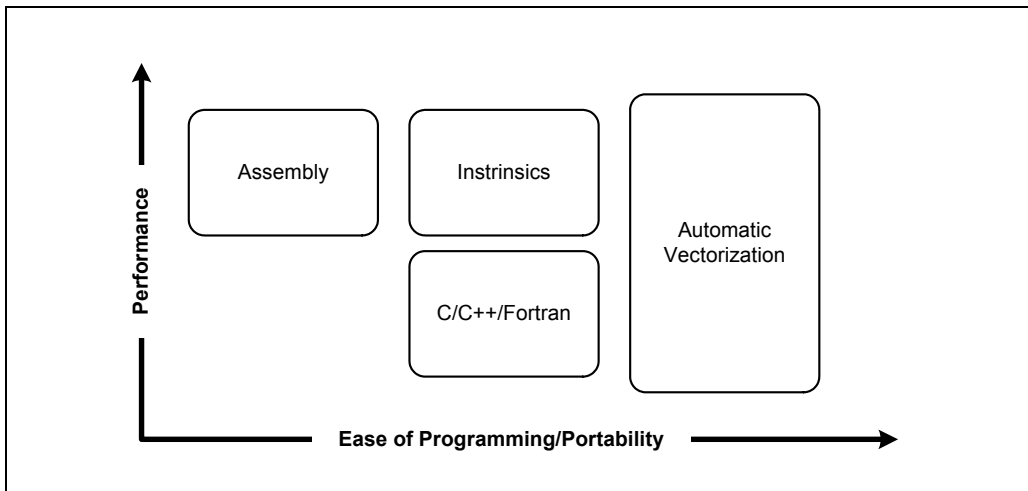 Performance
Assembly
Instrinsics
C/C++/Fortran
Automatic
Vectorization
Ease of Programming/Portability